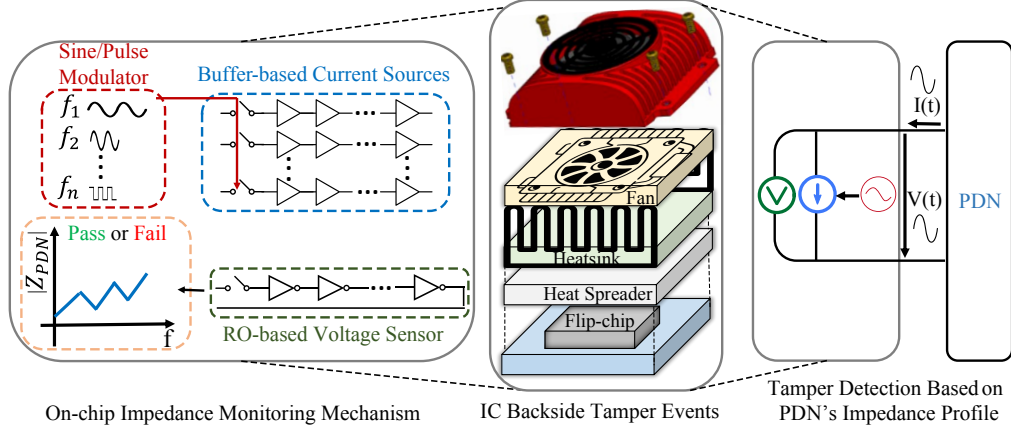 Sine/Pulse
Modulator
f1
f2
fn
Buffer-based Current Sources
Pass or Fail
|ZPDN|
f
RO-based Voltage Sensor
On-chip Impedance Monitoring Mechanism
Fan
Heatsink
Heat Spreader
Flip-chip
IC Backside Tamper Events
I(t)
V
V(t)
PDN
Tamper Detection Based on
PDN's Impedance Profile